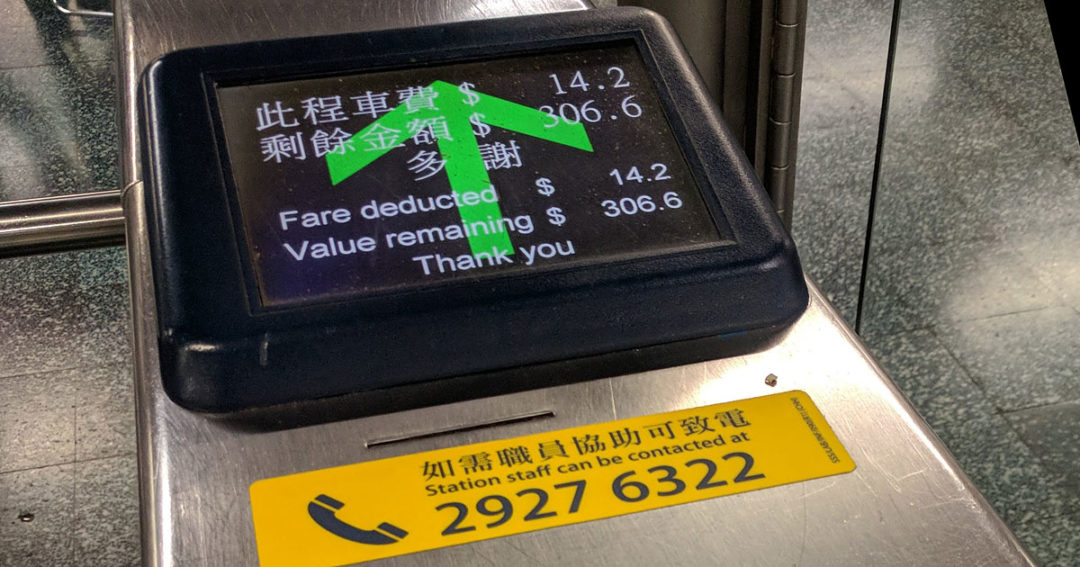 此程車費 $ 14.2
剩餘金額 $ 306.6
多 謝
Fare deducted $ 14.2
Value remaining $ 306.6
Thank you
如需職員協助可致電
Station staff can be contacted at
2927 6322